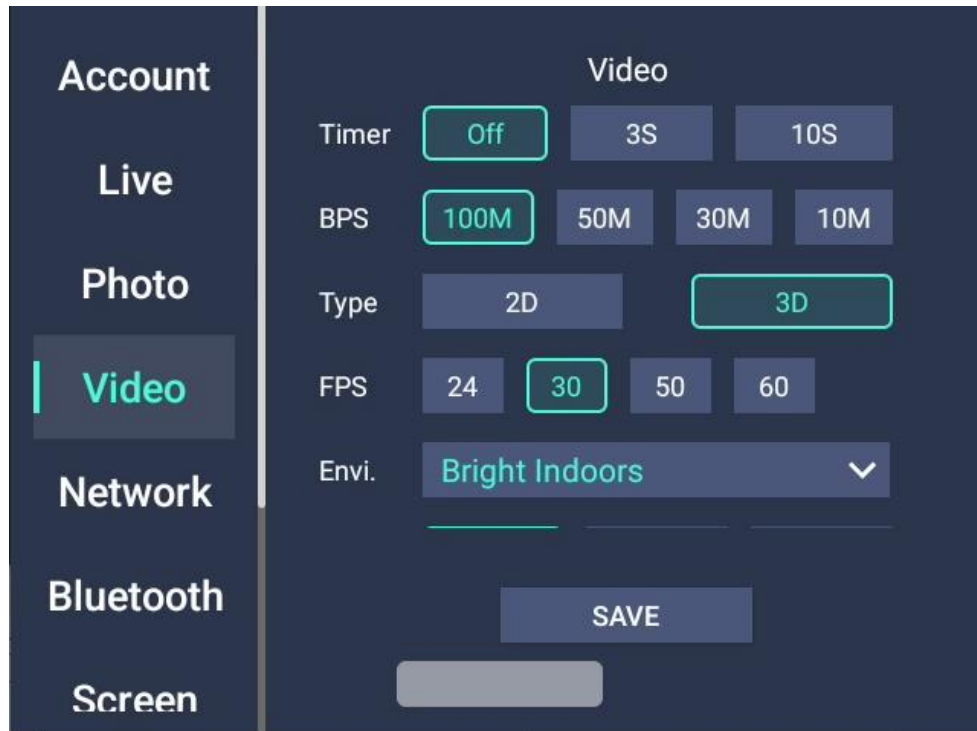 Account
Live
Photo
Video
Network
Bluetooth
Screen
Video
Timer Off 3S 10S
BPS 100M 50M 30M 10M
Type 2D 3D
FPS 24 30 50 60
Envi. Bright Indoors
SAVE